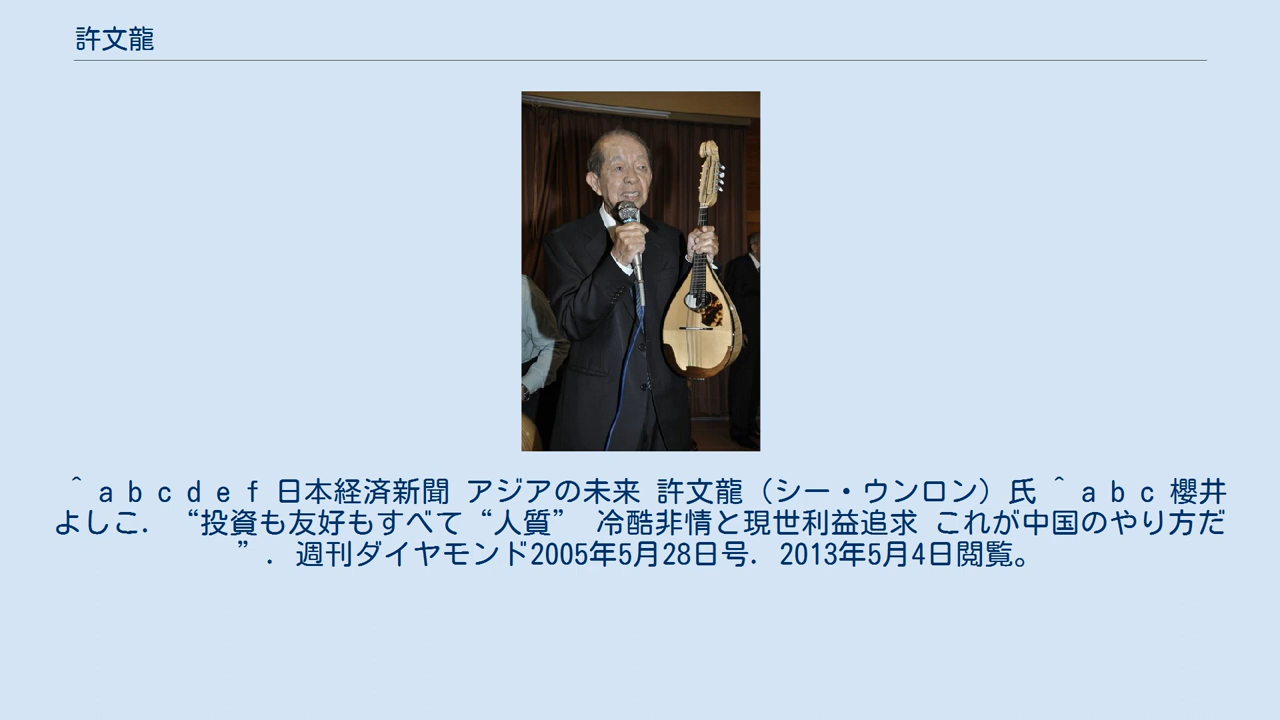 許文龍
^ a b c d e f 日本経済新聞 アジアの未来 許文龍（シー・ウンロン）氏 ^ a b c 櫻井
よしこ. “投資も友好もすべて“人質” 冷酷非情と現世利益追求 これが中国のやり方だ
”. 週刊ダイヤモンド2005年5月28日号. 2013年5月4日閲覧。